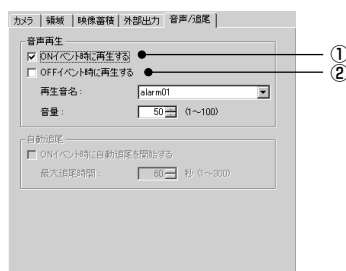 カメラ 領域 映像蓄積 外部出力 音声/追尾
音声再生
ONイベント時に再生する ①
OFFイベント時に再生する ②
再生音名： alarm01
音量： 50 (1～100)
自動追尾
ONイベント時に自動追尾を開始する
最大追尾時間： 60 秒 (1～300)